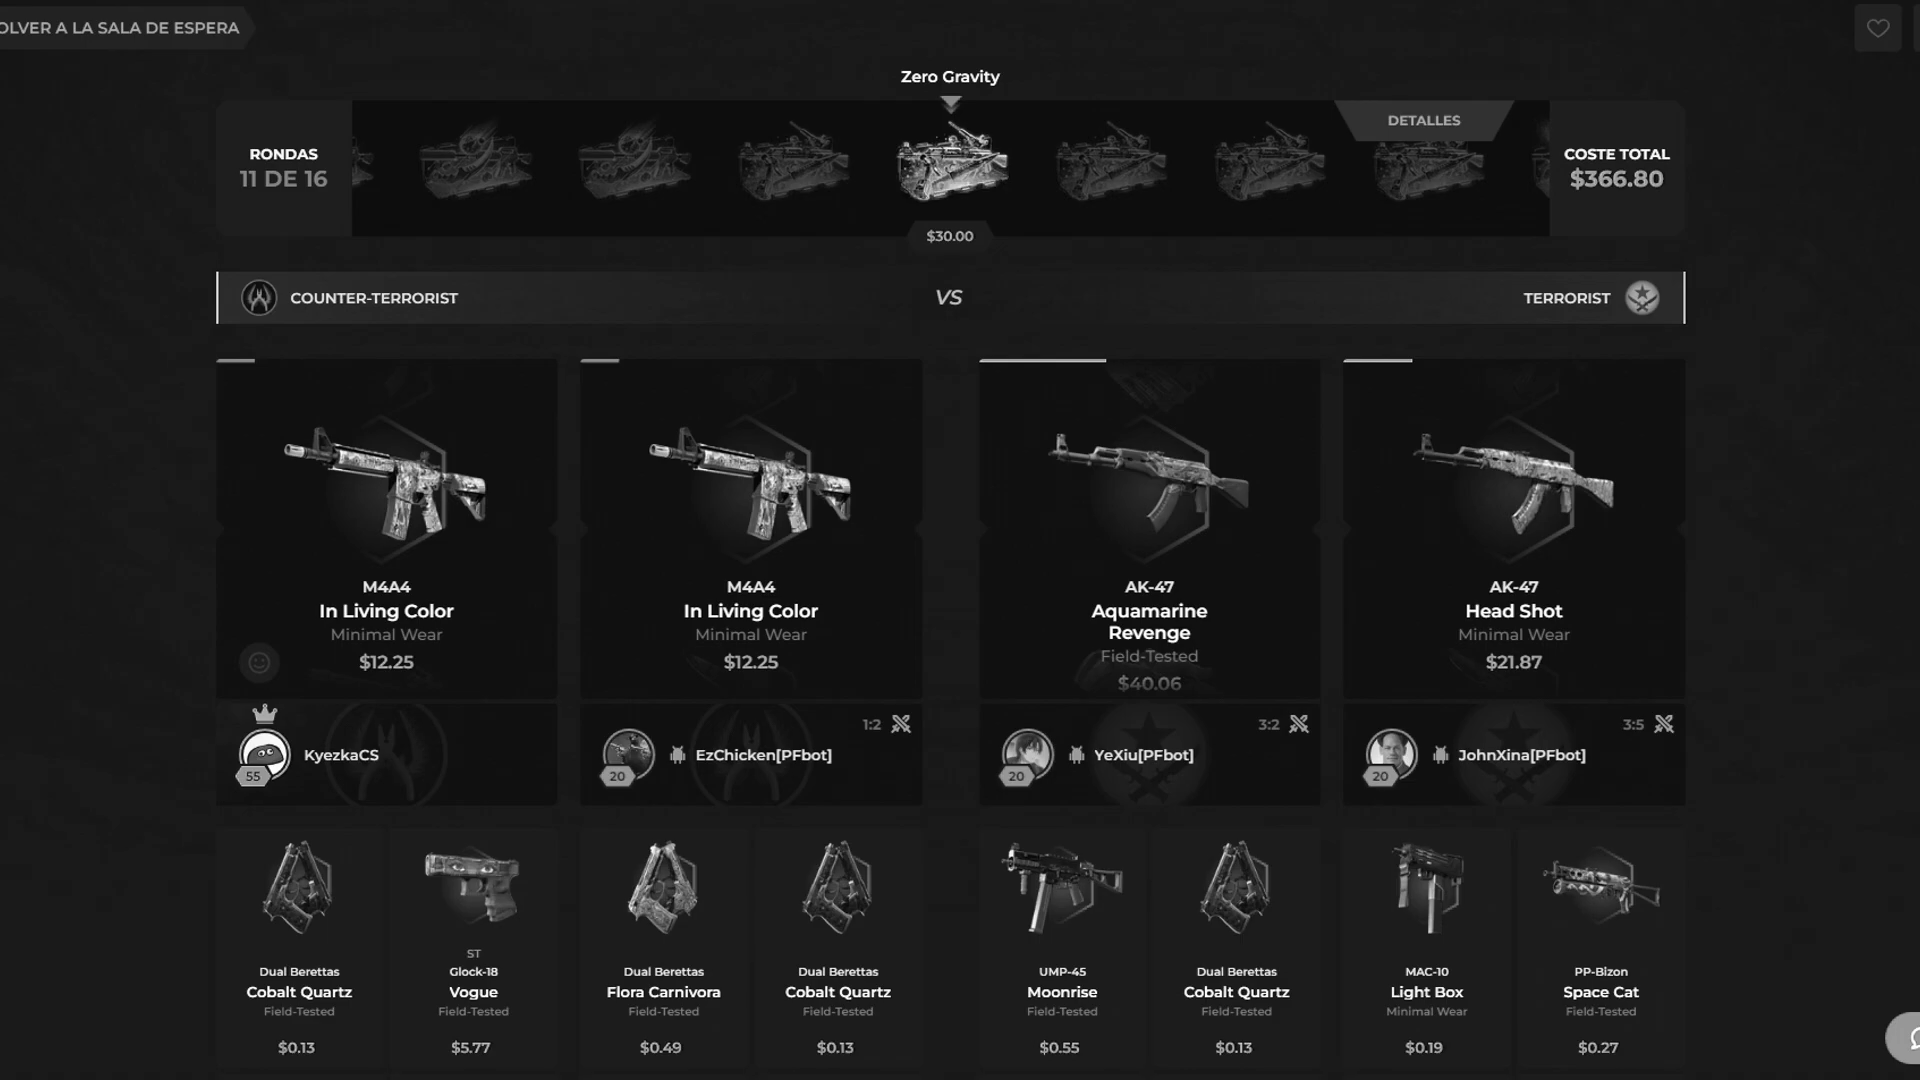 OLVER A LA SALA DE ESPERA
Zero Gravity
RONDAS
11 DE 16
DETALLES
COSTE TOTAL
$366.80
$30.00
COUNTER-TERRORIST
VS
TERRORIST
M4A4
In Living Color
Minimal Wear
$12.25
M4A4
In Living Color
Minimal Wear
$12.25
AK-47
Aquamarine
Revenge
Field-Tested
$40.06
AK-47
Head Shot
Minimal Wear
$21.87
55
KyezkaCS
1:2
20
EzChicken[PFbot]
3:2
20
YeXiu[PFbot]
3:5
20
JohnXina[PFbot]
Dual Berettas
Cobalt Quartz
Field-Tested
$0.13
ST
Glock-18
Vogue
Field-Tested
$5.77
Dual Berettas
Flora Carnivora
Field-Tested
$0.49
Dual Berettas
Cobalt Quartz
Field-Tested
$0.13
UMP-45
Moonrise
Field-Tested
$0.55
Dual Berettas
Cobalt Quartz
Field-Tested
$0.13
MAC-10
Light Box
Minimal Wear
$0.19
PP-Bizon
Space Cat
Field-Tested
$0.27